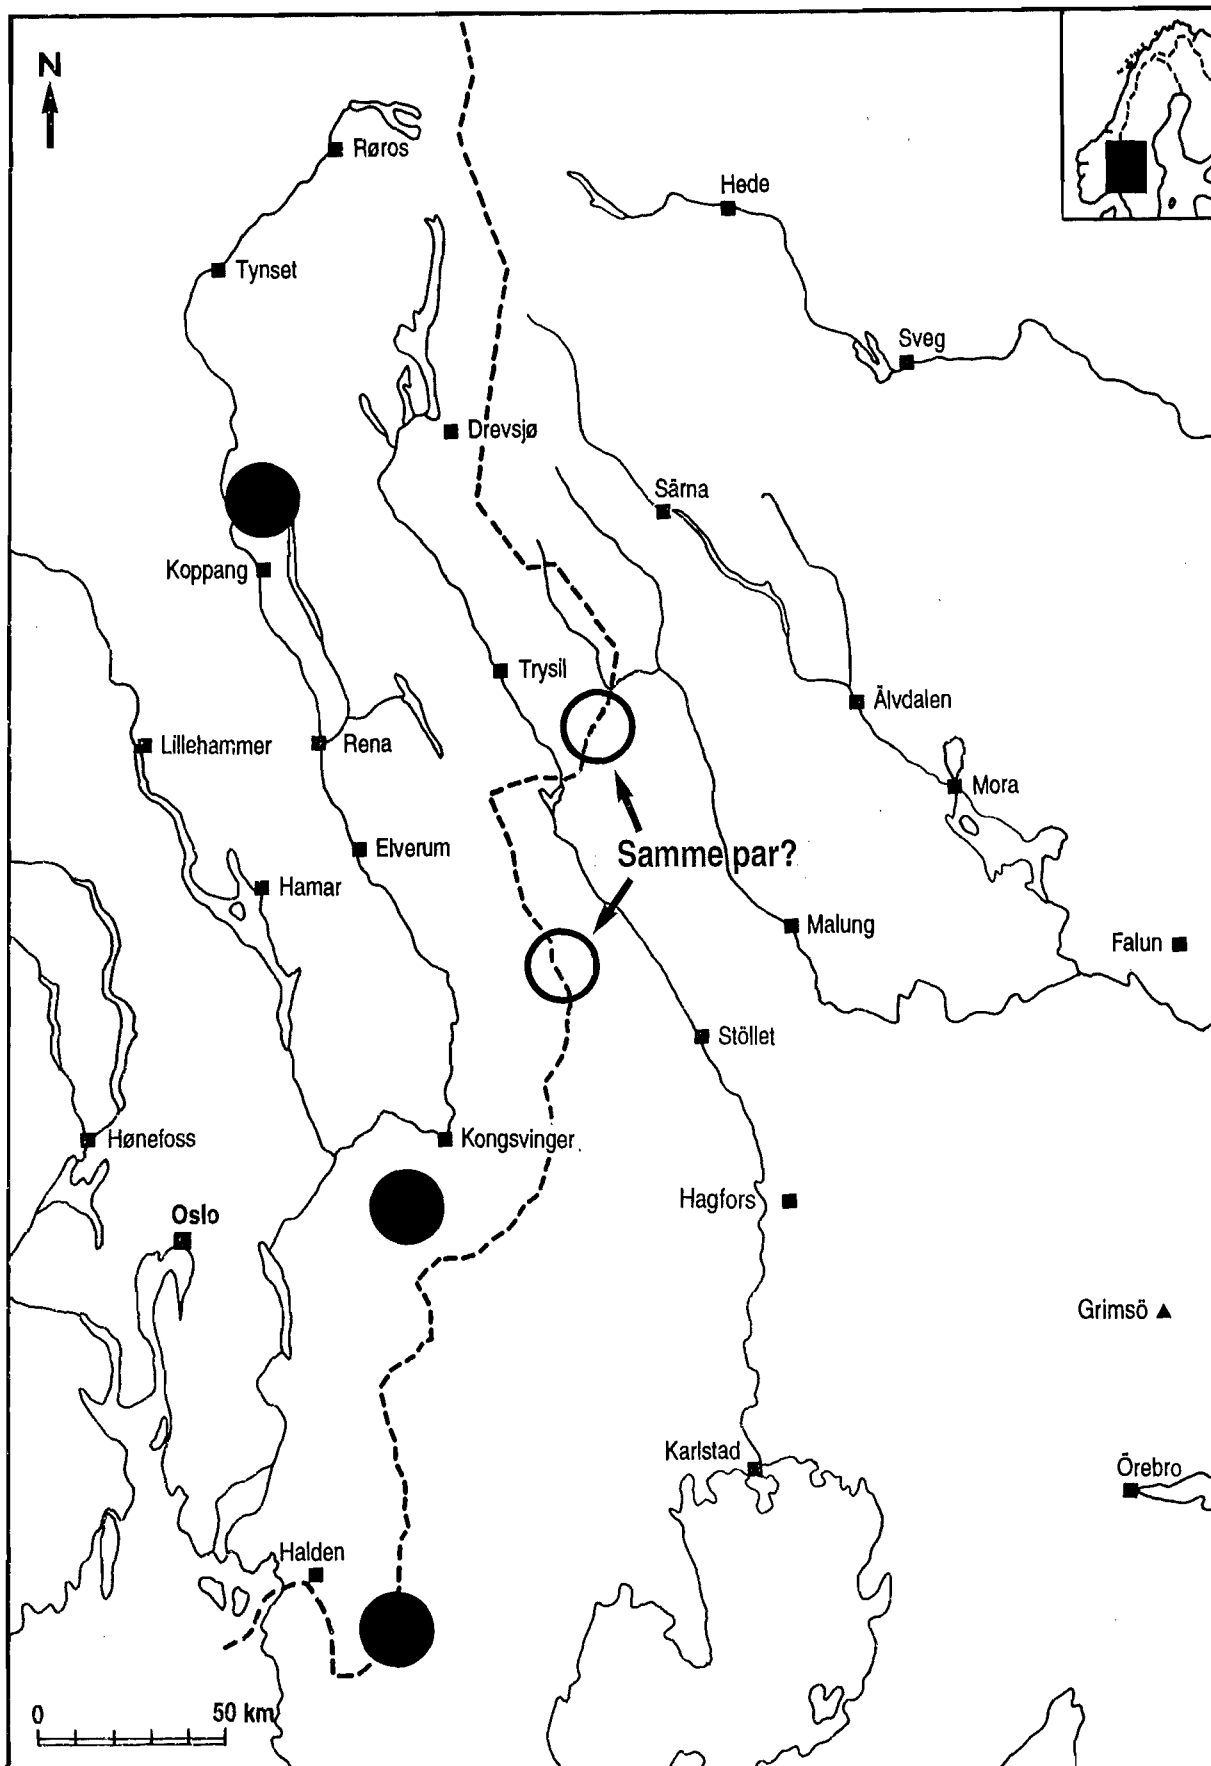 N
Røros
Hede
Tynset
Sveg
Drevsjø
Särna
Koppang
Trysil
Älvdalen
Lillehammer
Rena
Mora
Elverum
Samme par?
Hamar
Malung
Falun
Stöllet
Hønefoss
Kongsvinger
Hagfors
Oslo
Grimsö
Karlstad
Örebro
Halden
0 50 km